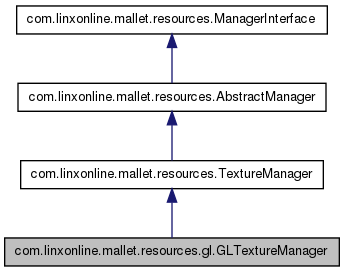 com.linxonline.mallet.resources.ManagerInterface
com.linxonline.mallet.resources.AbstractManager
com.linxonline.mallet.resources.TextureManager
com.linxonline.mallet.resources.gl.GLTextureManager